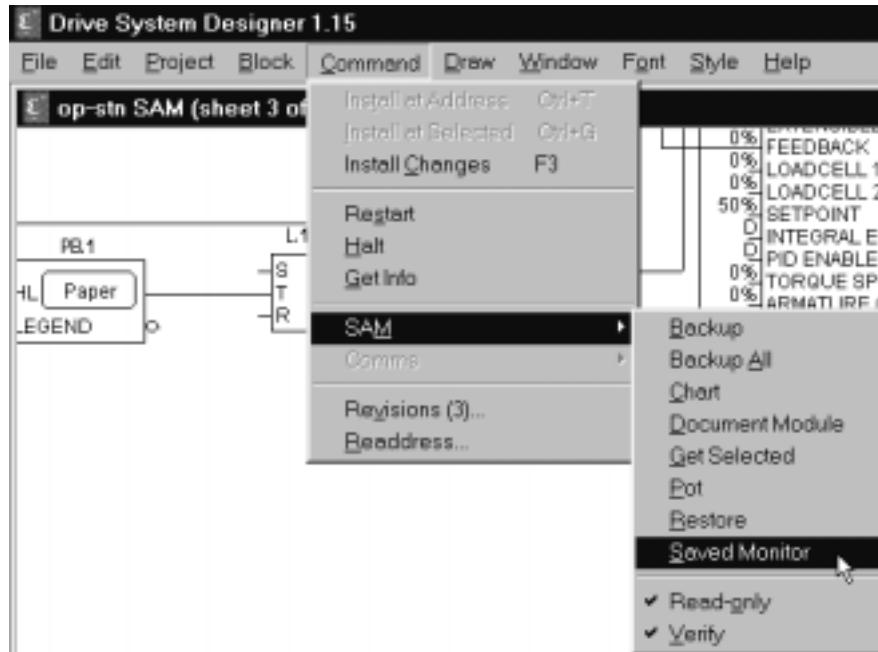 Drive System Designer 1.15
File Edit Project Block Command Draw Window Font Style Help
op-stn SAM (sheet 3 of
Install at Address Ctrl+T
Install at Selected Ctrl+G
Install Changes F3
Restart
Halt
Get Info
SAM
Comms
Revisions (3)...
Readdress...
Backup
Backup All
Chart
Document Module
Get Selected
Pot
Restore
Saved Monitor
Read-only
Verify
PB.1
HL Paper
LEGEND
L.1
S
T
R
0% FEEDBACK
0% LOADCELL 1
0% LOADCELL 2
50% SETPOINT
D INTEGRAL E
D PID ENABLE
0% TORQUE SP
0% ARMATURE